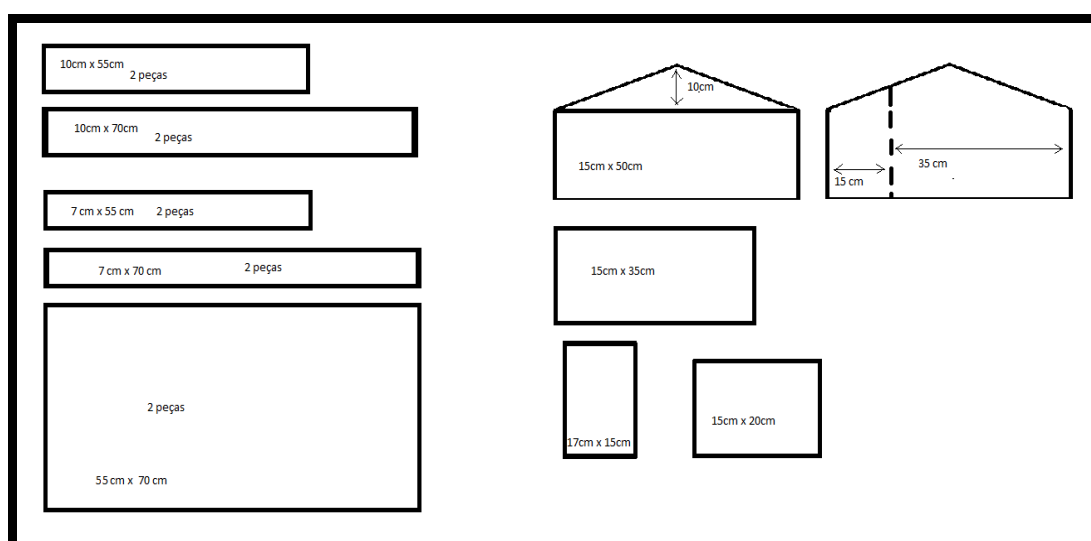 10cm x 55cm
2 peças
10cm x 70cm
2 peças
7 cm x 55 cm 2 peças
7 cm x 70 cm 2 peças
2 peças
55 cm x 70 cm
10cm
15cm x 50cm
35 cm
15 cm
15cm x 35cm
17cm x 15cm
15cm x 20cm